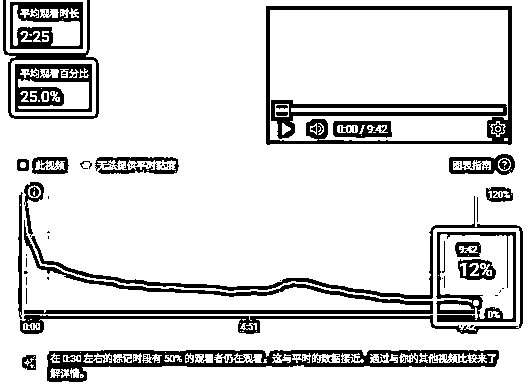 平均观看时长
2:25
平均观看百分比
25.0%
0:00 / 9:42
此视频
无法提供平时数据
图表指南
120%
9:42
12%
0%
0:00
4:51
9:42
在 0:30 左右的标记时段有 50% 的观看者仍在观看，这与平时的数据接近。通过与你的其他视频比较来了
解详情。